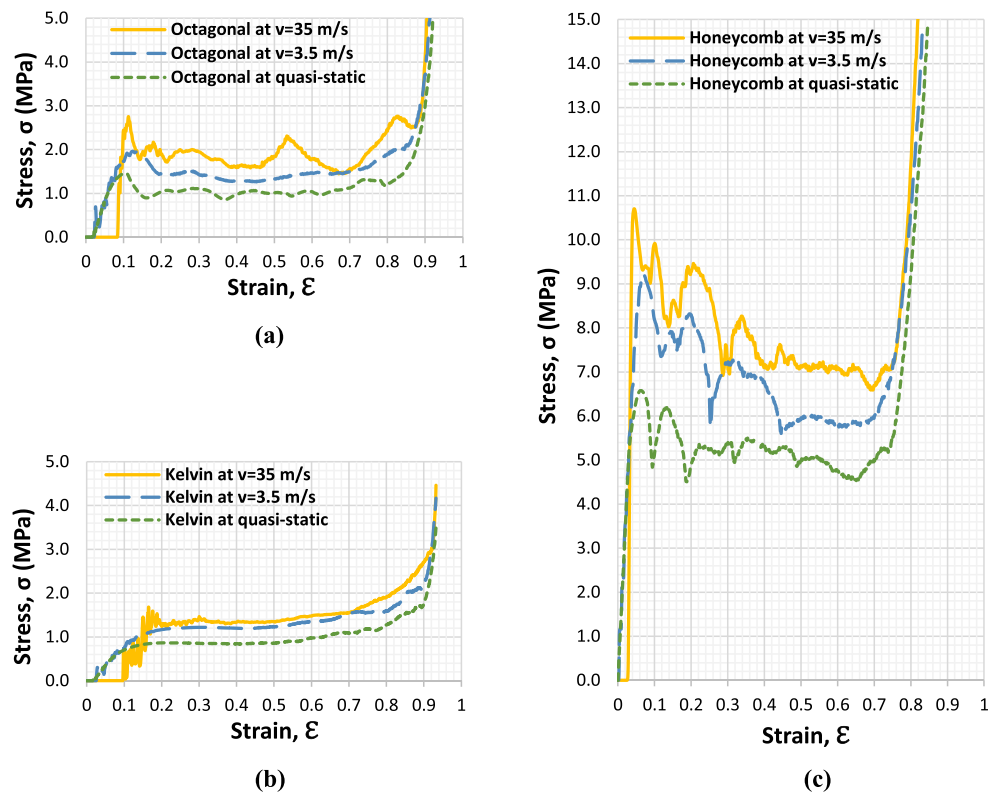 5.0
4.0
3.0
2.0
1.0
0.0
Stress, σ (MPa)
Octagonal at v=35 m/s
Octagonal at v=3.5 m/s
Octagonal at quasi-static
0 0.1 0.2 0.3 0.4 0.5 0.6 0.7 0.8 0.9 1
Strain, ℇ
(a)
5.0
4.0
3.0
2.0
1.0
0.0
Stress, σ (MPa)
Kelvin at v=35 m/s
Kelvin at v=3.5 m/s
Kelvin at quasi-static
0 0.1 0.2 0.3 0.4 0.5 0.6 0.7 0.8 0.9 1
Strain, ℇ
(b)
15.0
14.0
13.0
12.0
11.0
10.0
9.0
8.0
7.0
6.0
5.0
4.0
3.0
2.0
1.0
0.0
Stress, σ (MPa)
Honeycomb at v=35 m/s
Honeycomb at v=3.5 m/s
Honeycomb at quasi-static
0 0.1 0.2 0.3 0.4 0.5 0.6 0.7 0.8 0.9 1
Strain, ℇ
(c)